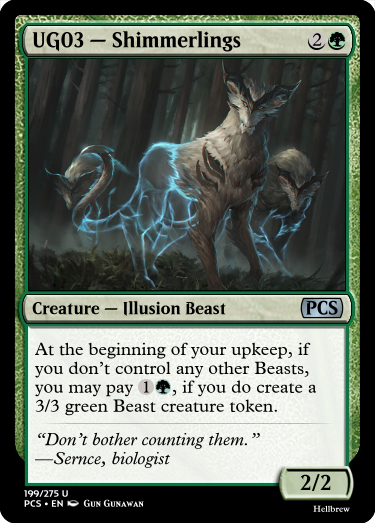 UG03 — Shimmerlings 2
Creature — Illusion Beast PCS
At the beginning of your upkeep, if
you don't control any other Beasts,
you may pay 1, if you do create a
3/3 green Beast creature token.
“Don't bother counting them.”
—Sernce, biologist
2/2
199/275 U
PCS • EN Gun Gunawan
Hellbrew